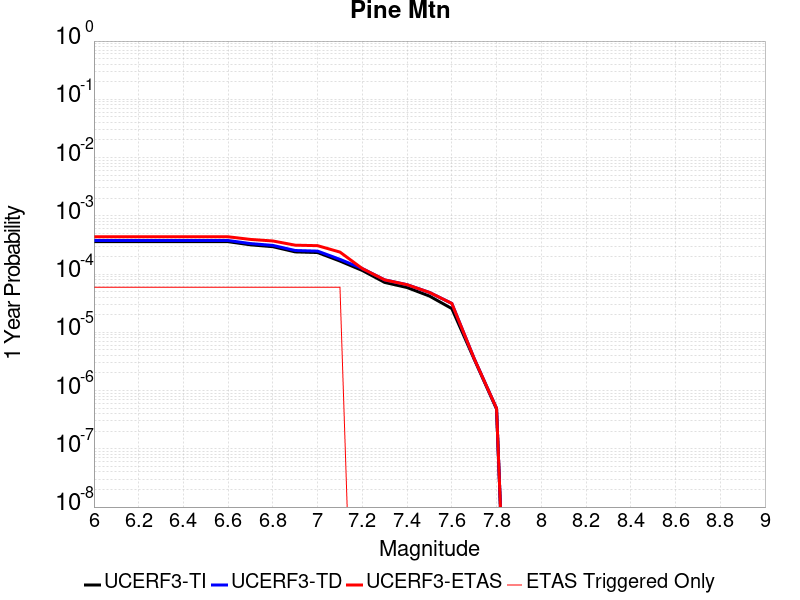 Pine Mtn
10^0
10^-1
10^-2
10^-3
10^-4
10^-5
10^-6
10^-7
10^-8
1 Year Probability
6 6.2 6.4 6.6 6.8 7 7.2 7.4 7.6 7.8 8 8.2 8.4 8.6 8.8 9
Magnitude
UCERF3-TI UCERF3-TD UCERF3-ETAS ETAS Triggered Only